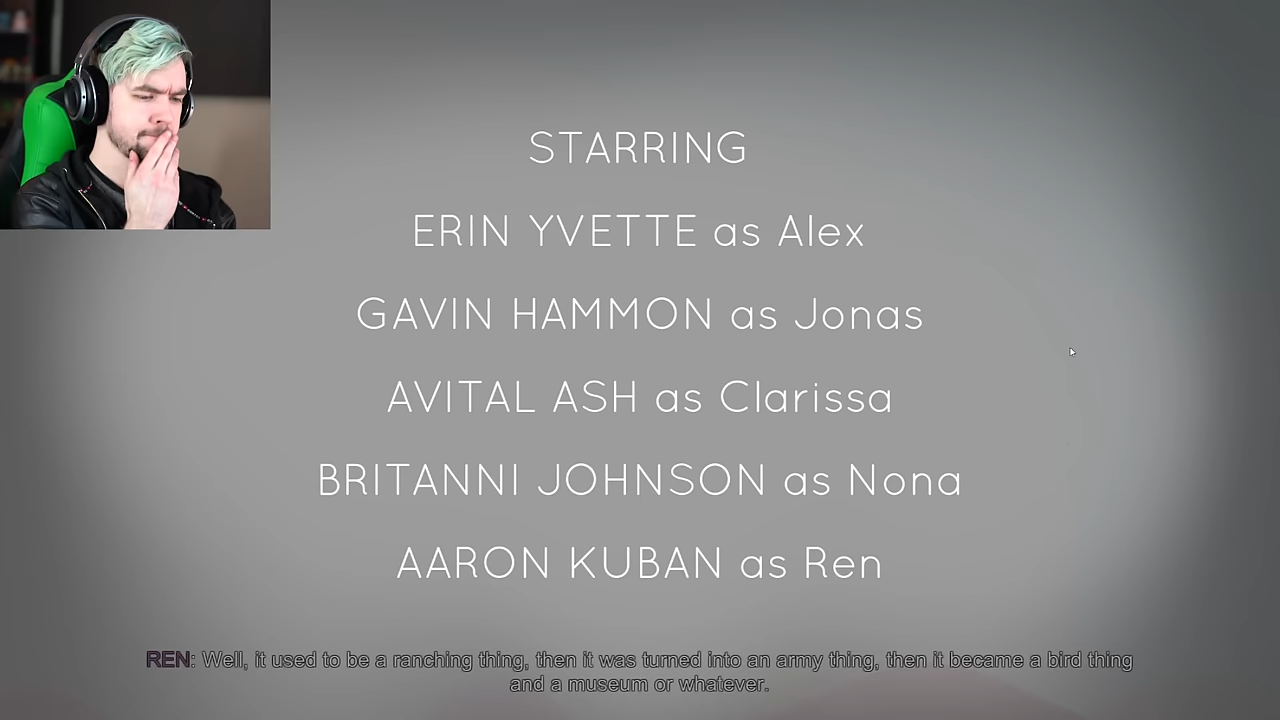 STARRING
ERIN YVETTE as Alex
GAVIN HAMMON as Jonas
AVITAL ASH as Clarissa
BRITANNI JOHNSON as Nona
AARON KUBAN as Ren
REN: Well, it used to be a ranching thing, then it was turned into an army thing, then it became a bird thing
and a museum or whatever.